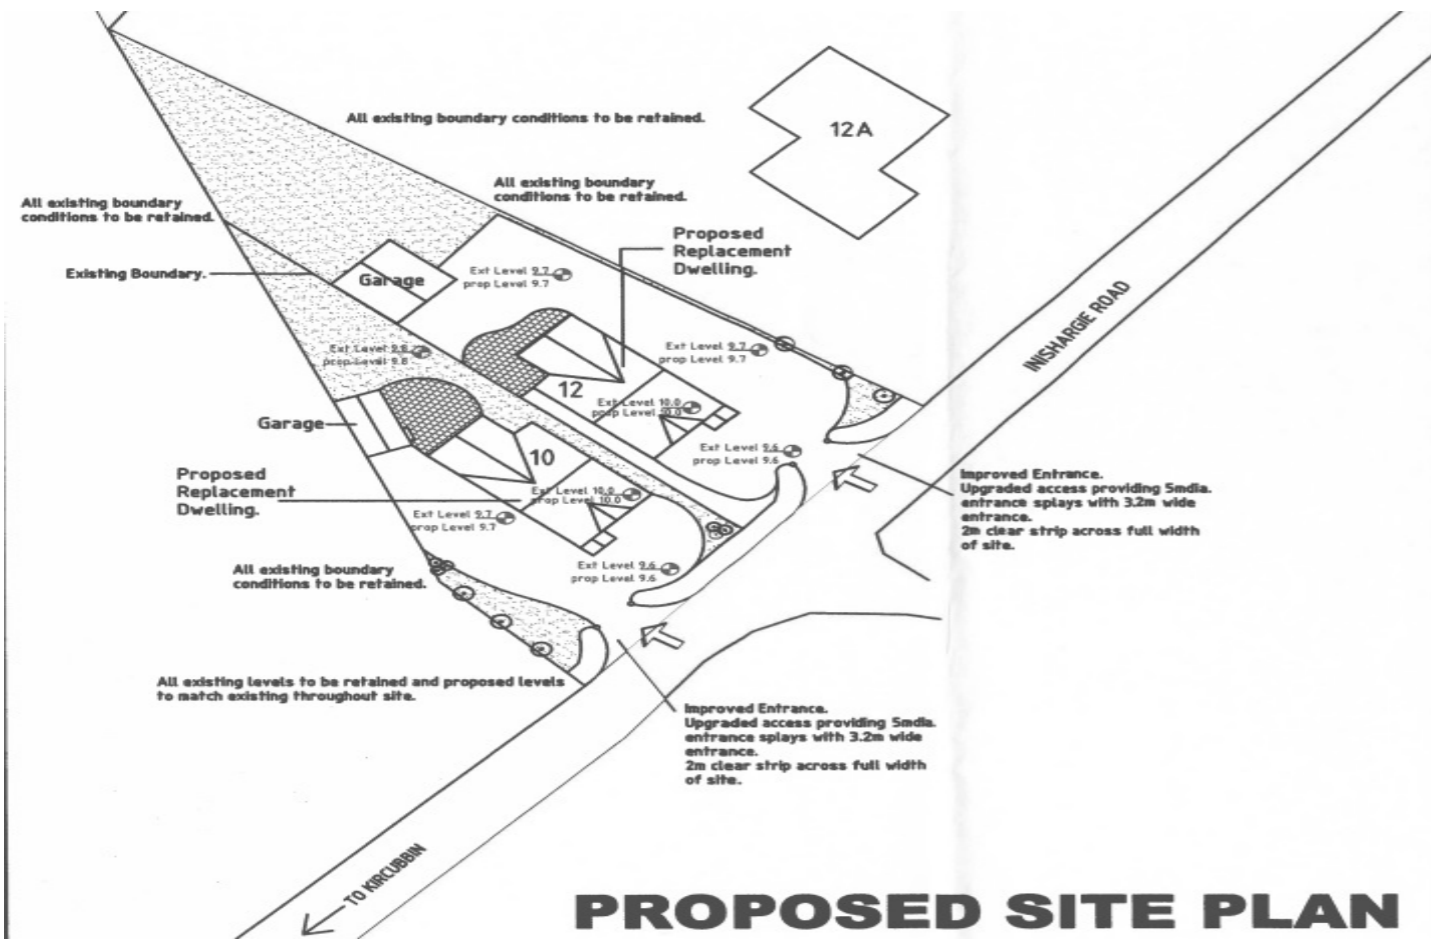 All existing boundary conditions to be retained.
12A
All existing boundary
conditions to be retained.
All existing boundary
conditions to be retained.
Proposed
Replacement
Dwelling.
Existing Boundary.
Garage
Ext Level 9.7
prop Level 9.7
INISHARGIE ROAD
Ext Level 9.8
prop Level 9.8
Ext Level 9.7
prop Level 9.7
12
Ext Level 10.0
prop Level 10.0
Garage
Ext Level 9.6
prop Level 9.6
10
Proposed
Replacement
Dwelling.
Ext Level 10.0
prop Level 10.0
Ext Level 9.7
prop Level 9.7
Improved Entrance.
Upgraded access providing 5mdia.
entrance splays with 3.2m wide
entrance.
2m clear strip across full width
of site.
All existing boundary
conditions to be retained.
Ext Level 9.6
prop Level 9.6
All existing levels to be retained and proposed levels
to match existing throughout site.
Improved Entrance.
Upgraded access providing 5mdia.
entrance splays with 3.2m wide
entrance.
2m clear strip across full width
of site.
TO KIRCUBBIN
PROPOSED SITE PLAN